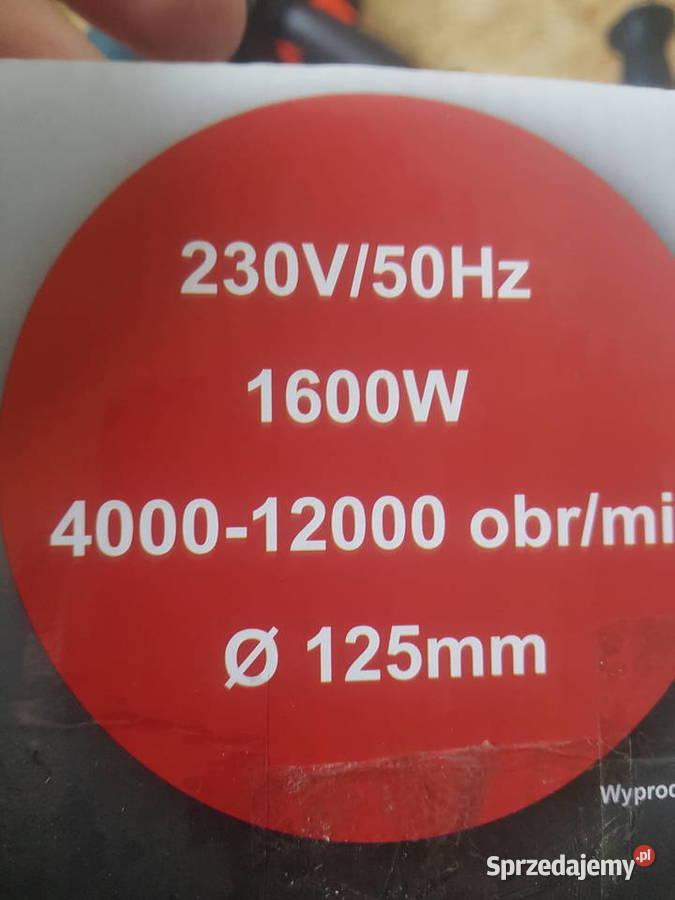 230V/50Hz
1600W
4000-12000 obr/mi
Ø 125mm
Wyprod
Sprzedajemy.pl